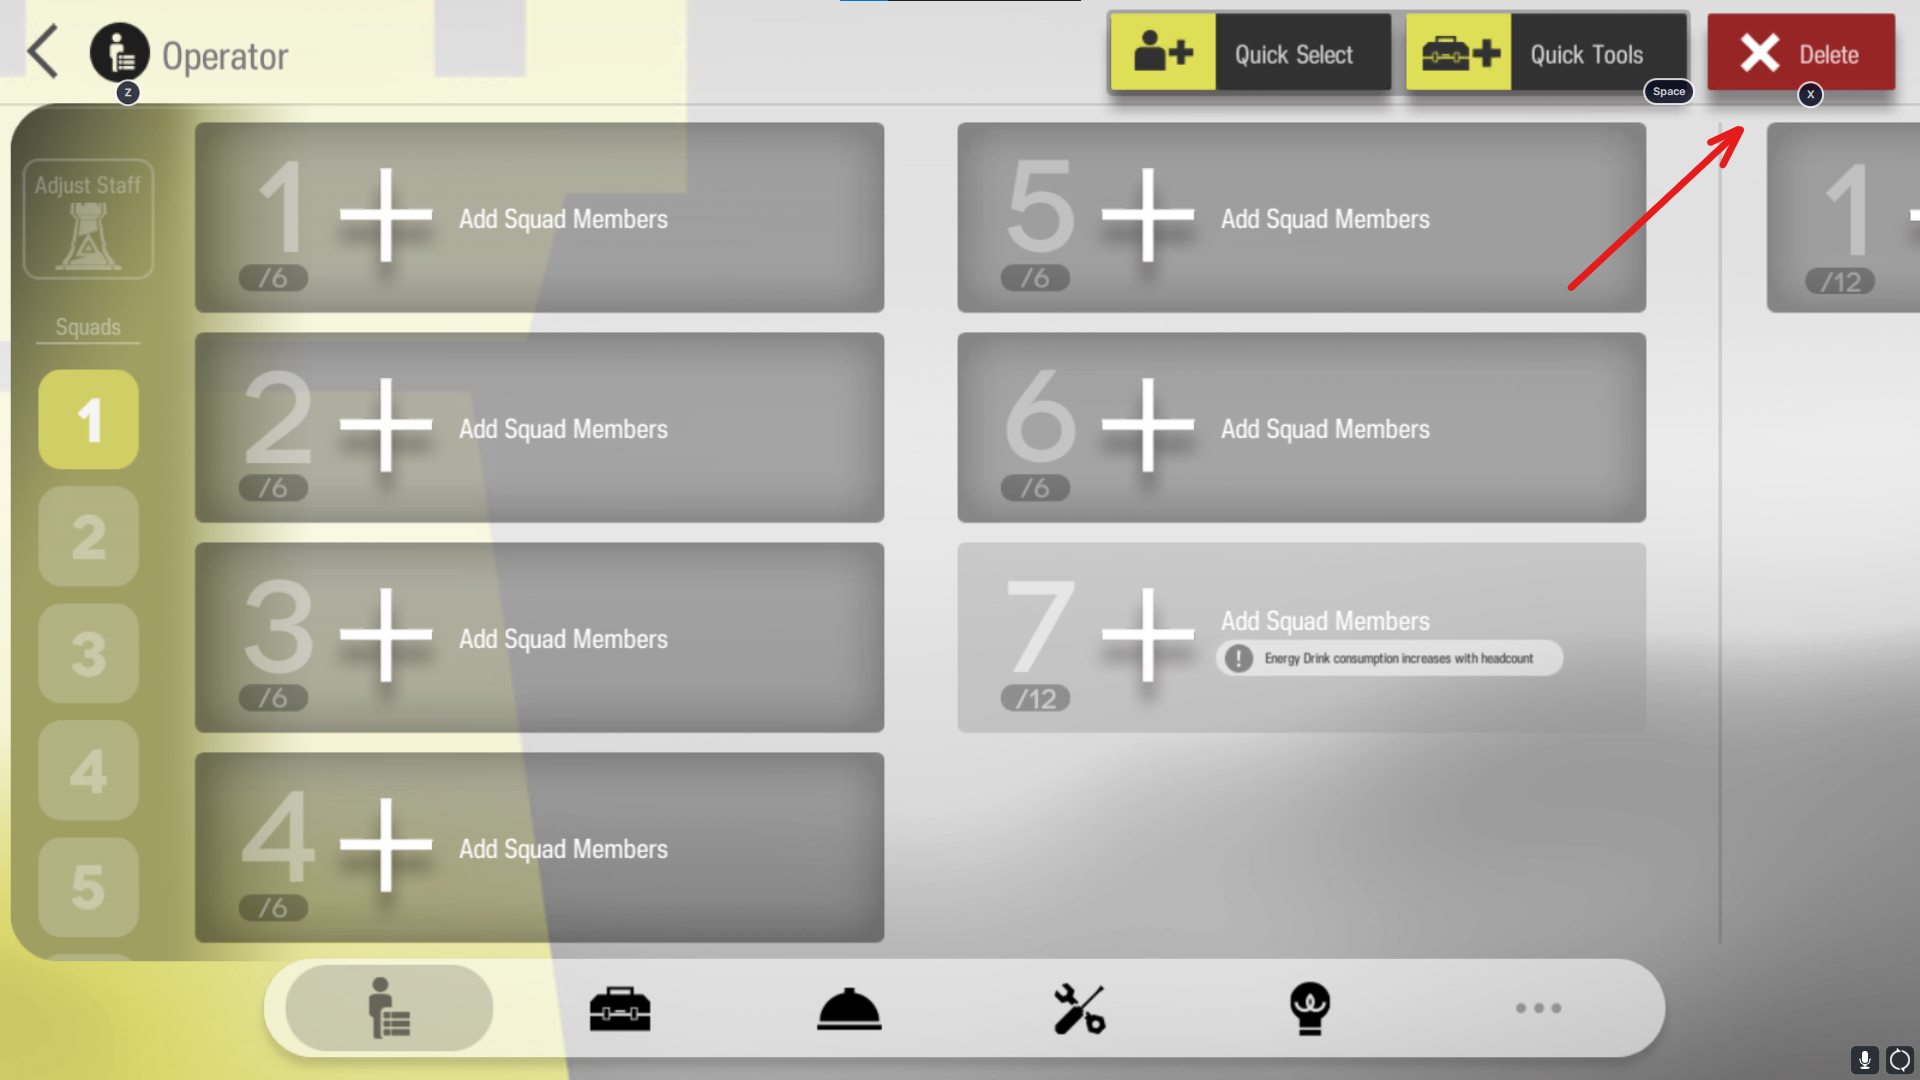 Operator
Z
Quick Select
Quick Tools
Space
Delete
X
Adjust Staff
Squads
1
2
3
4
5
1
/6
Add Squad Members
2
/6
Add Squad Members
3
/6
Add Squad Members
4
/6
Add Squad Members
5
/6
Add Squad Members
6
/6
Add Squad Members
7
/12
Add Squad Members
! Energy Drink consumption increases with headcount
1
/12